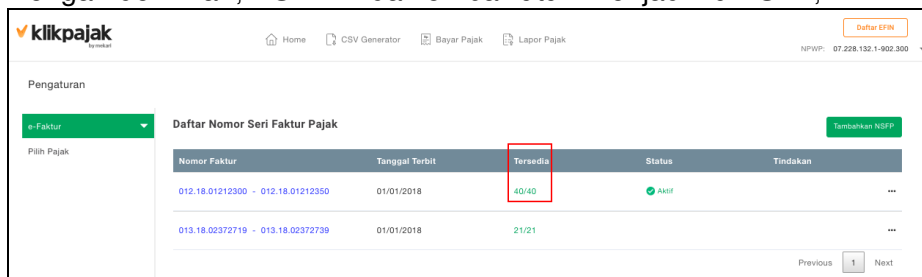 klikpajak
by mekari
Home CSV Generator Bayar Pajak Lapor Pajak
Daftar EFIN
NPWP: 07.228.132.1-902.300
Pengaturan
e-Faktur
Pilih Pajak
Daftar Nomor Seri Faktur Pajak
Tambahkan NSFP
Nomor Faktur Tanggal Terbit Tersedia Status Tindakan
012.18.01212300 - 012.18.01212350 01/01/2018 40/40 Aktif ...
013.18.02372719 - 013.18.02372739 01/01/2018 21/21 ...
Previous 1 Next